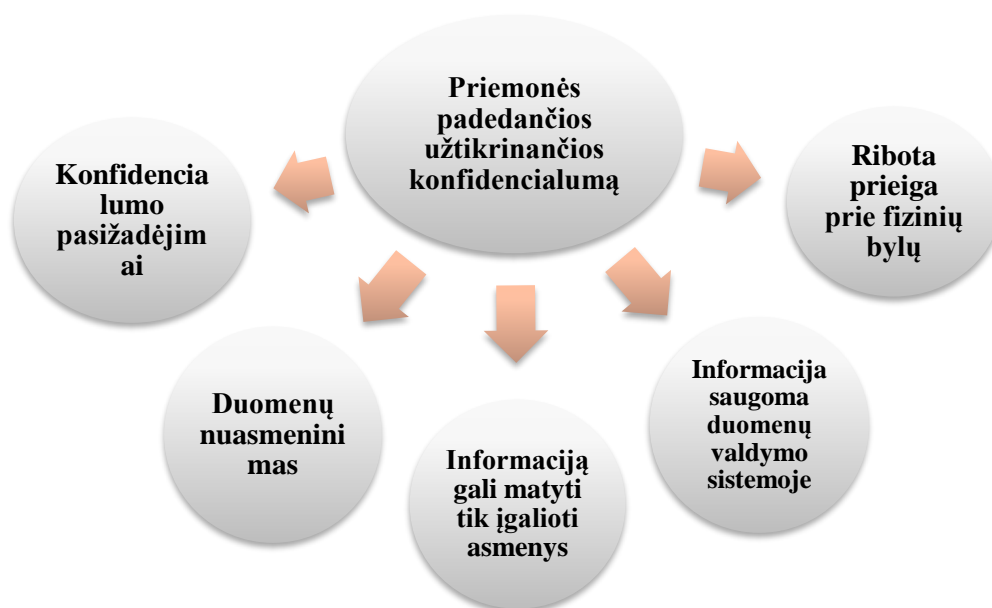 Priemonės
padedančios
užtikrinančios
konfidencialumą
Konfidencia
lumo
pasižadėjim
ai
Duomenų
nuasmenini
mas
Informaciją
gali matyti
tik įgalioti
asmenys
Informacija
saugoma
duomenų
valdymo
sistemoje
Ribota
prieiga
prie fizinių
bylų